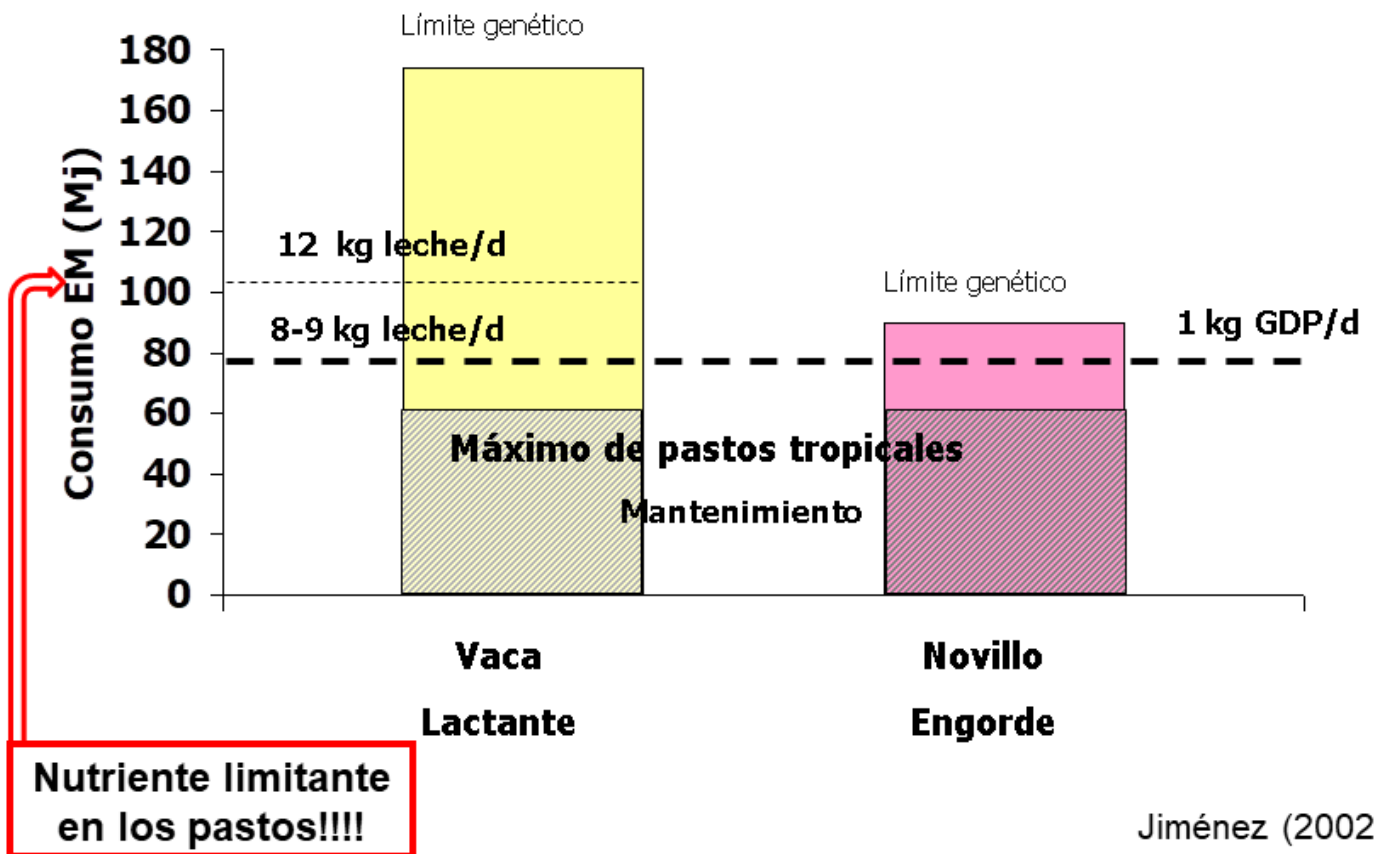 Límite genético
180
160
140
120
100
80
60
40
20
0
Consumo EM (Mj)
12 kg leche/d
8-9 kg leche/d
Límite genético
1 kg GDP/d
Máximo de pastos tropicales
Mantenimiento
Vaca
Lactante
Novillo
Engorde
Nutriente limitante
en los pastos!!!!
Jiménez (2002